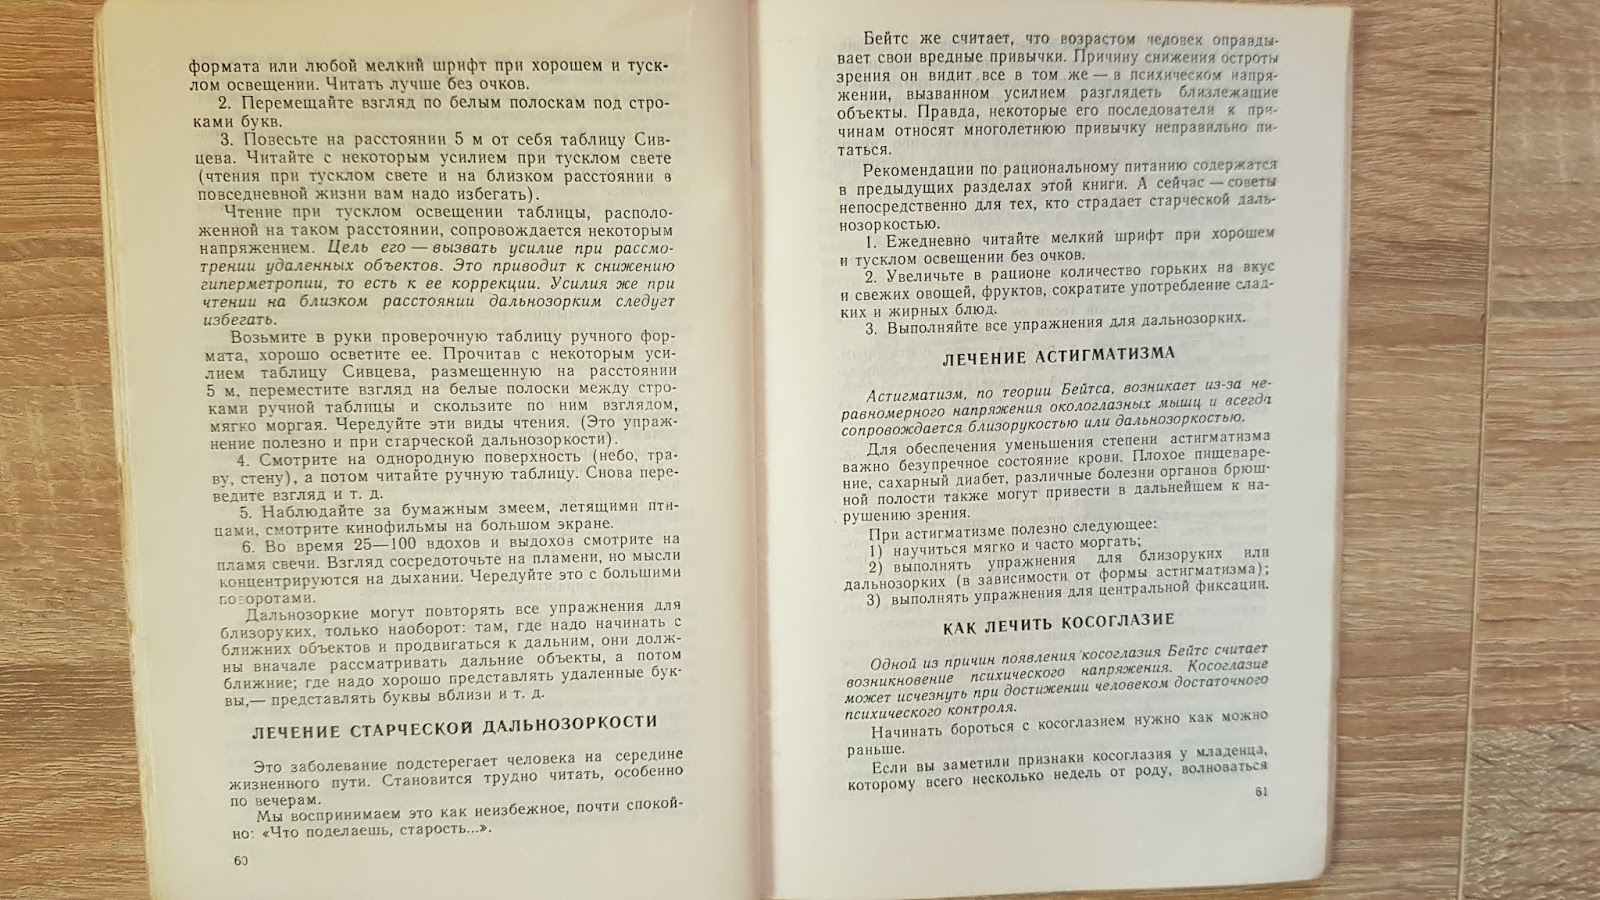 формата или любой мелкий шрифт при хорошем и туск-
лом освещении. Читать лучше без очков.
2. Перемещайте взгляд по белым полоскам под стро-
ками букв.
3. Повесьте на расстоянии 5 м от себя таблицу Сив-
цева. Читайте с некоторым усилием при тусклом свете
(чтения при тусклом свете и на близком расстоянии в
повседневной жизни вам надо избегать).
Чтение при тусклом освещении таблицы, располо-
женной на таком расстоянии, сопровождается некоторым
напряжением. Цель его — вызвать усилие при рассмо-
трении удаленных объектов. Это приводит к снижению
гиперметропии, то есть к ее коррекции. Усилия же при
чтении на близком расстоянии дальнозорким следует
избегать.
Возьмите в руки проверочную таблицу ручного фор-
мата, хорошо осветите ее. Прочитав с некоторым уси-
лием таблицу Сивцева, размещенную на расстоянии
5 м, переместите взгляд на белые полоски между стро-
ками ручной таблицы и скользите по ним взглядом,
мягко моргая. Чередуйте эти виды чтения. (Это упраж-
нение полезно и при старческой дальнозоркости).
4. Смотрите на однородную поверхность (небо, тра-
ву, стену), а потом читайте ручную таблицу. Снова пере-
ведите взгляд и т. д.
5. Наблюдайте за бумажным змеем, летящими пти-
цами, смотрите кинофильмы на большом экране.
6. Во время 25—100 вдохов и выдохов смотрите на
пламя свечи. Взгляд сосредоточьте на пламени, но мысли
концентрируются на дыхании. Чередуйте это с большими
поворотами.
Дальнозоркие могут повторять все упражнения для
близоруких, только наоборот: там, где надо начинать с
ближних объектов и продвигаться к дальним, они долж-
ны вначале рассматривать дальние объекты, а потом
ближние; где надо хорошо представлять удаленные бук-
вы,— представлять буквы вблизи и т. д.
ЛЕЧЕНИЕ СТАРЧЕСКОЙ ДАЛЬНОЗОРКОСТИ
Это заболевание подстерегает человека на середине
жизненного пути. Становится трудно читать, особенно
по вечерам.
Мы воспринимаем это как неизбежное, почти спокой-
но: «Что поделаешь, старость...».
60
Бейтс же считает, что возрастом человек оправды-
вает свои вредные привычки. Причину снижения остроты
зрения он видит все в том же — в психическом напря-
жении, вызванном усилием разглядеть близлежащие
объекты. Правда, некоторые его последователи к при-
чинам относят многолетнюю привычку неправильно пи-
таться.
Рекомендации по рациональному питанию содержатся
в предыдущих разделах этой книги. А сейчас — советы
непосредственно для тех, кто страдает старческой даль-
нозоркостью.
1. Ежедневно читайте мелкий шрифт при хорошем
и тусклом освещении без очков.
2. Увеличьте в рационе количество горьких на вкус
и свежих овощей, фруктов, сократите употребление слад-
ких и жирных блюд.
3. Выполняйте все упражнения для дальнозорких.
ЛЕЧЕНИЕ АСТИГМАТИЗМА
Астигматизм, по теории Бейтса, возникает из-за не-
равномерного напряжения окологлазных мышц и всегда
сопровождается близорукостью или дальнозоркостью.
Для обеспечения уменьшения степени астигматизма
важно безупречное состояние крови. Плохое пищеваре-
ние, сахарный диабет, различные болезни органов брюш-
ной полости также могут привести в дальнейшем к на-
рушению зрения.
При астигматизме полезно следующее:
1) научиться мягко и часто моргать;
2) выполнять упражнения для близоруких или
дальнозорких (в зависимости от формы астигматизма);
3) выполнять упражнения для центральной фиксации.
КАК ЛЕЧИТЬ КОСОГЛАЗИЕ
Одной из причин появления косоглазия Бейтс считает
возникновение психического напряжения. Косоглазие
может исчезнуть при достижении человеком достаточного
психического контроля.
Начинать бороться с косоглазием нужно как можно
раньше.
Если вы заметили признаки косоглазия у младенца,
которому всего несколько недель от роду, волноваться
61